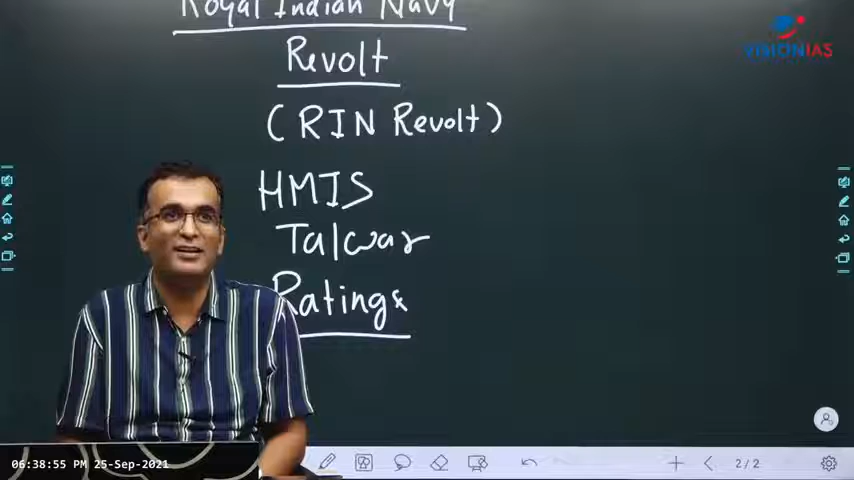 Royal Indian Navy
VISIONIAS
Revolt
(RIN Revolt)
HMIS
Talwar
Ratings
06:38:55 PM 25-Sep-2021
2/2